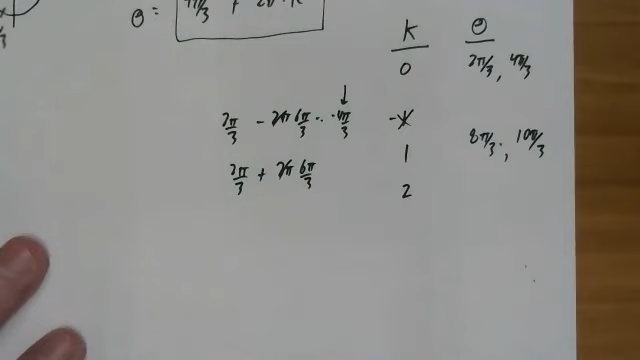 θ = 4π/3 + 2π·K
π/3
K θ
0 2π/3, 4π/3
2π/3 - 2π 6π/3 · · -4π/3 -1
1 8π/3, 10π/3
2π/3 + 2π 6π/3
2